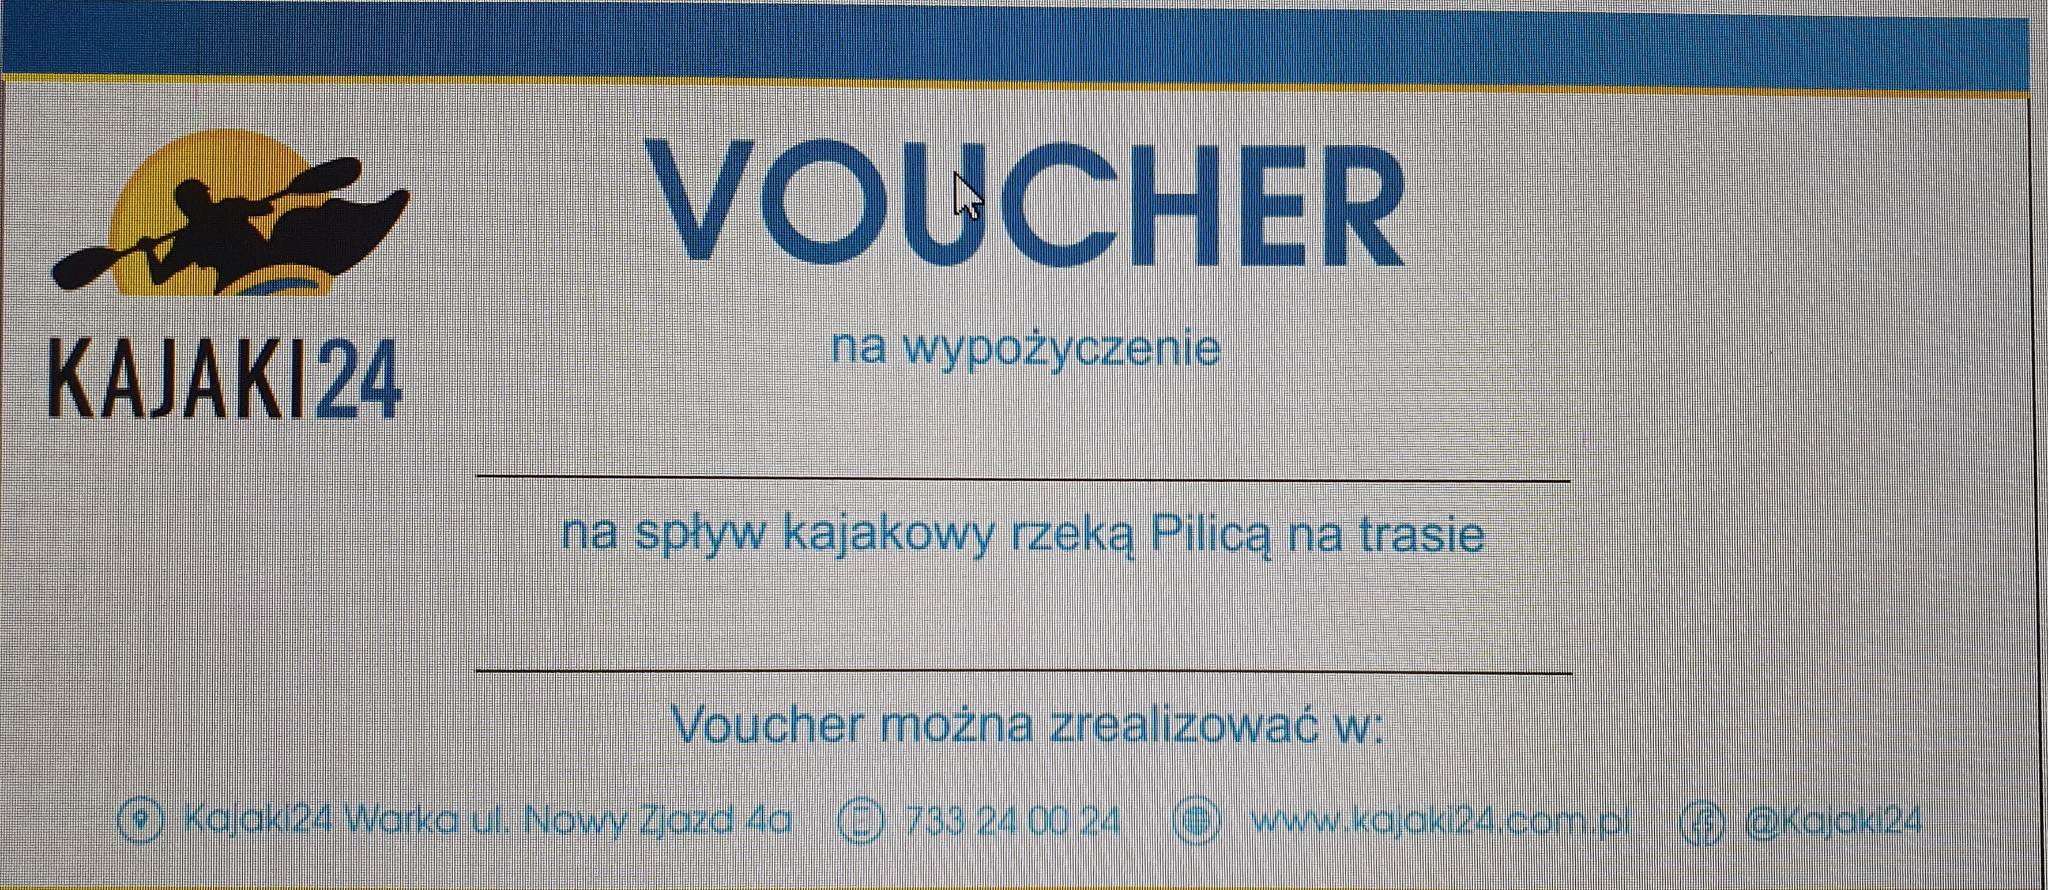 VOUCHER
KAJAKI24
na wypożyczenie
na spływ kajakowy rzeką Pilicą na trasie
Voucher można zrealizować w:
Kajaki24 Warka ul. Nowy Zjazd 4a 733 24 00 24 www.kajaki24.com.pl @Kajaki24